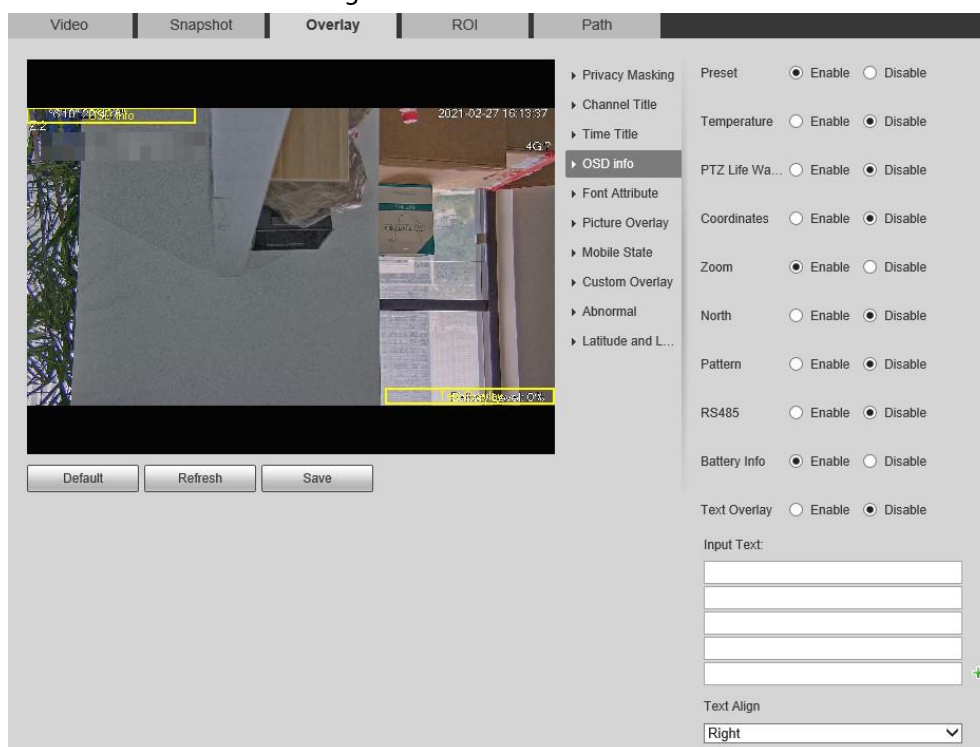 Video Snapshot Overlay ROI Path
2021-02-27 16:13:37
Privacy Masking
Channel Title
Time Title
OSD info
Font Attribute
Picture Overlay
Mobile State
Custom Overlay
Abnormal
Latitude and L...
Default Refresh Save
Preset Enable Disable
Temperature Enable Disable
PTZ Life Wa... Enable Disable
Coordinates Enable Disable
Zoom Enable Disable
North Enable Disable
Pattern Enable Disable
RS485 Enable Disable
Battery Info Enable Disable
Text Overlay Enable Disable
Input Text:
Text Align
Right